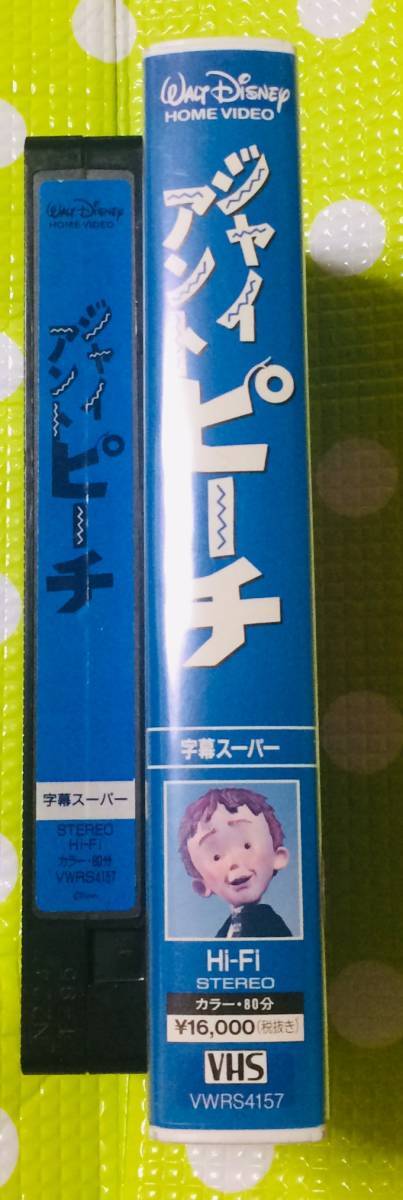 WALT DISNEY
HOME VIDEO
ジャイアント
ピーチ
字幕スーパー
STEREO
Hi-Fi
カラー・80分
VWRS4157
WALT DISNEY
HOME VIDEO
ジャイアント
ピーチ
字幕スーパー
Hi-Fi
STEREO
カラー・80分
¥16,000(税抜き)
VHS
VWRS4157